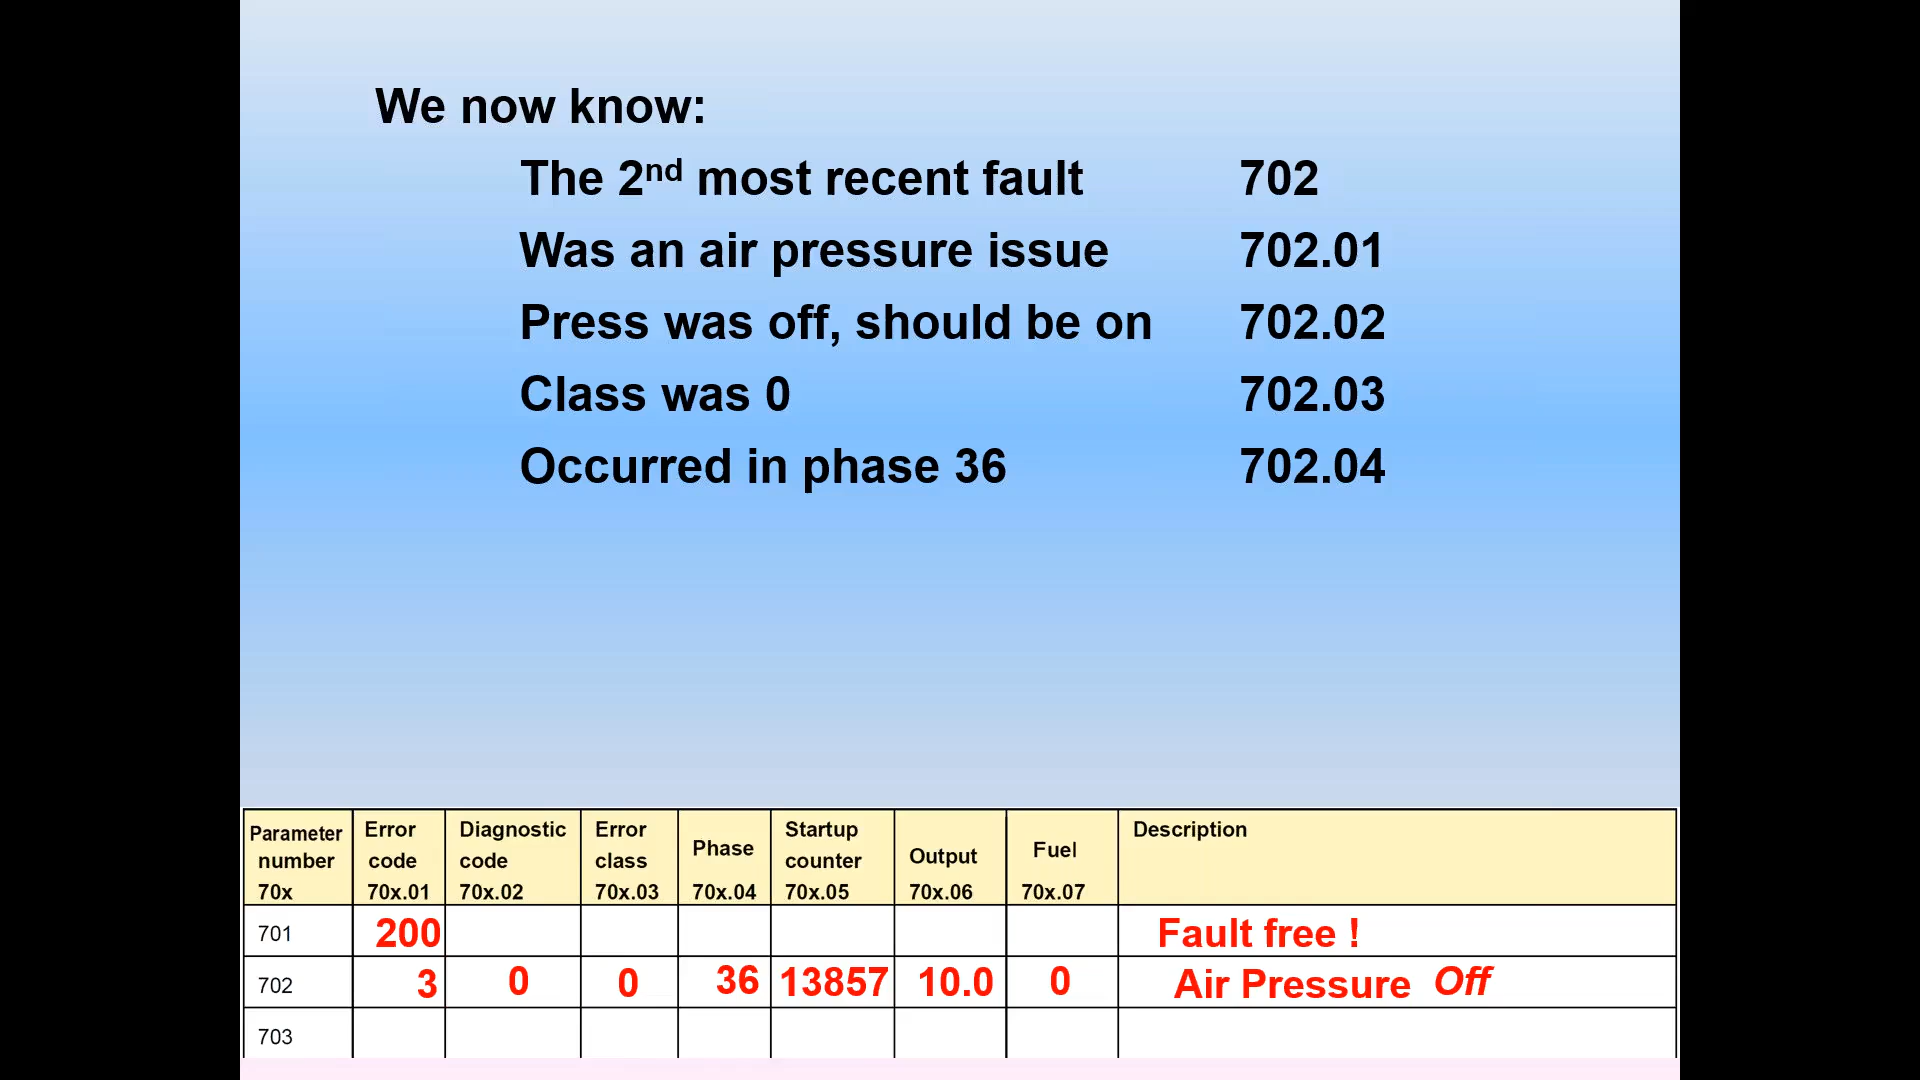 We now know:
The 2nd most recent fault 702
Was an air pressure issue 702.01
Press was off, should be on 702.02
Class was 0 702.03
Occurred in phase 36 702.04
Parameter number 70x Error code 70x.01 Diagnostic code 70x.02 Error class 70x.03 Phase 70x.04 Startup counter 70x.05 Output 70x.06 Fuel 70x.07 Description
701 200 Fault free !
702 3 0 0 36 13857 10.0 0 Air Pressure Off
703